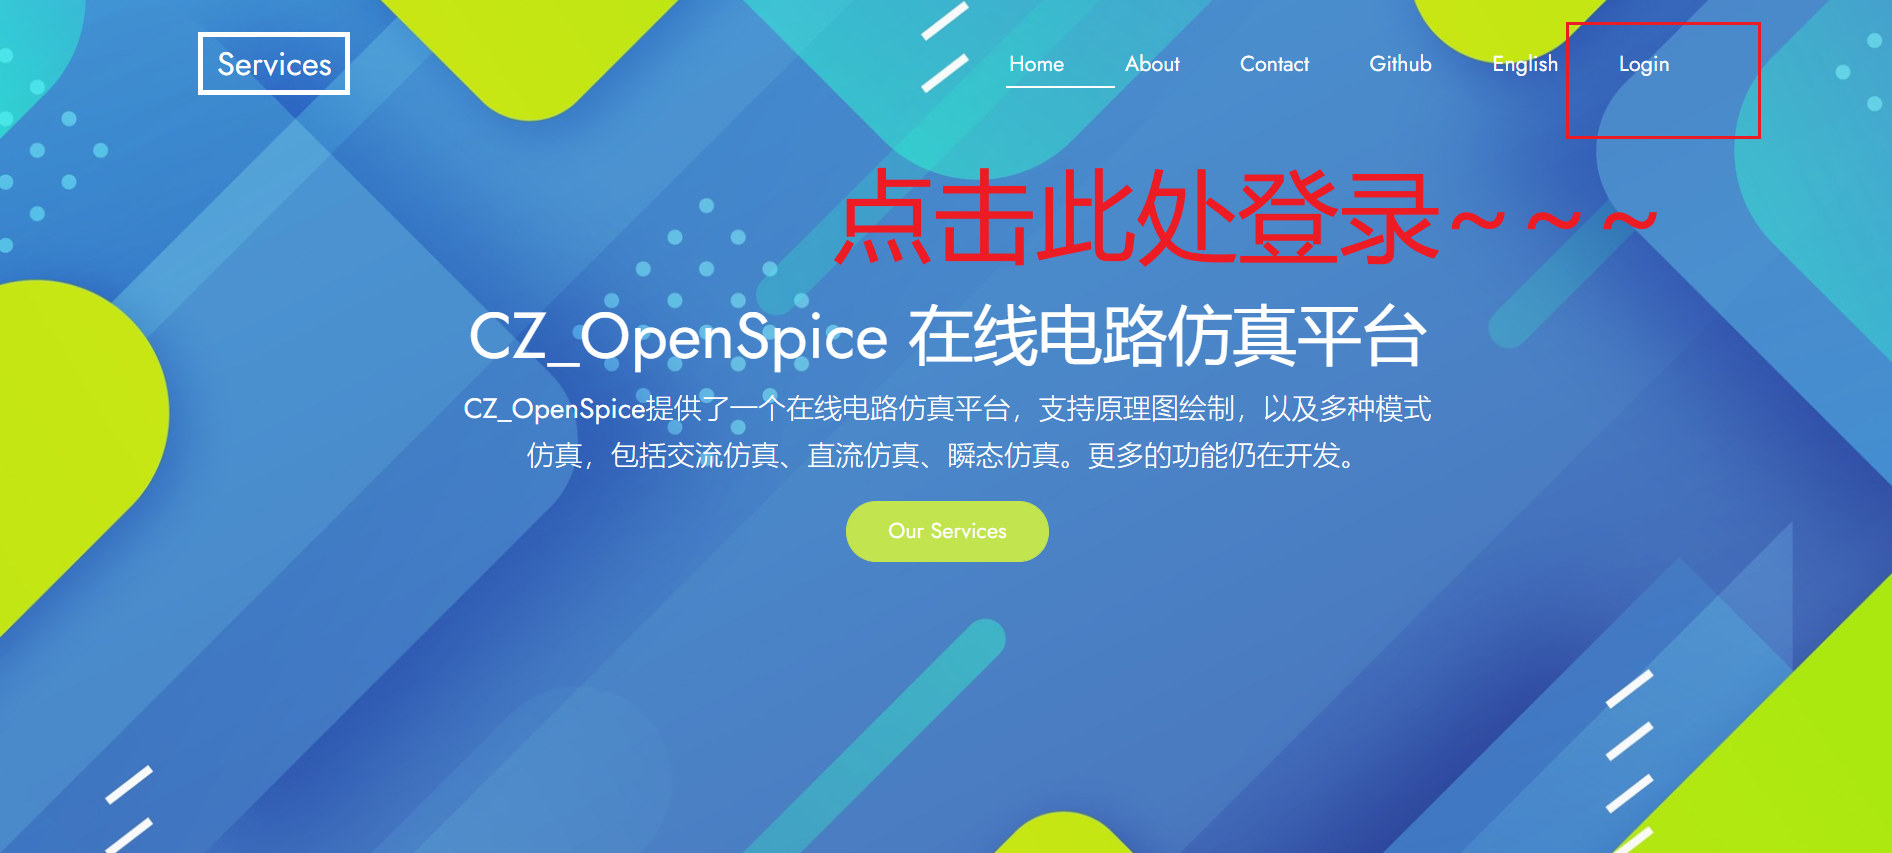 Services
Home About Contact Github English Login
点击此处登录~~~
CZ_OpenSpice 在线电路仿真平台
CZ_OpenSpice提供了一个在线电路仿真平台，支持原理图绘制，以及多种模式
仿真，包括交流仿真、直流仿真、瞬态仿真。更多的功能仍在开发。
Our Services